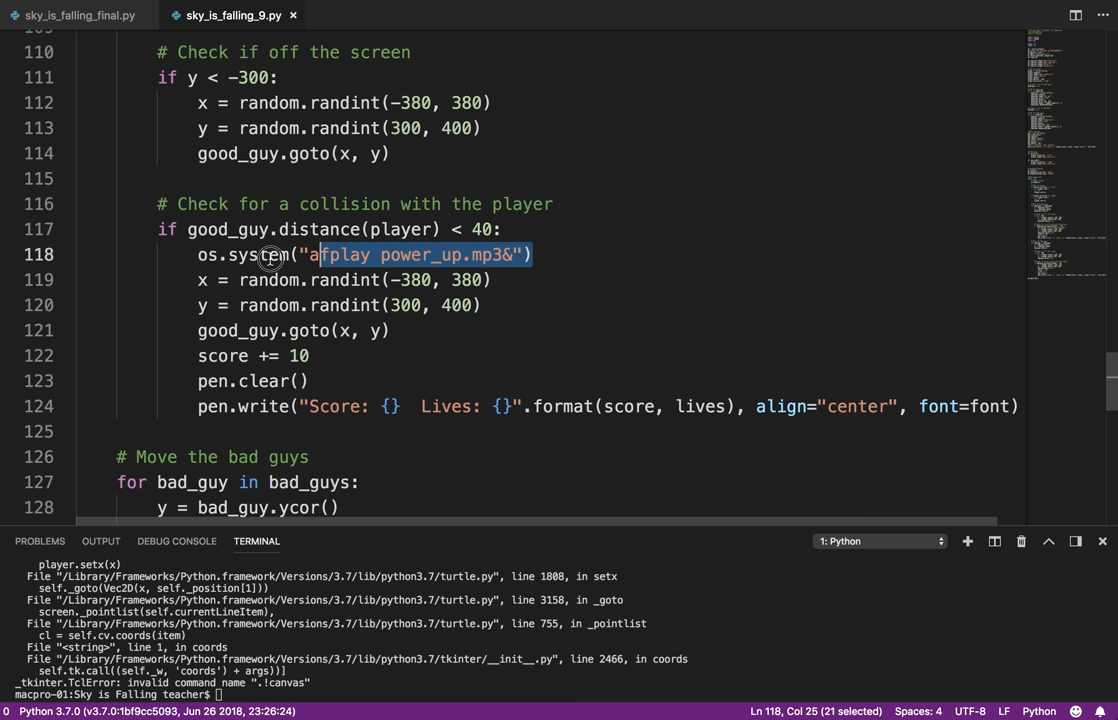 sky_is_falling_final.py
sky_is_falling_9.py ×
110 # Check if off the screen
111 if y < -300:
112 x = random.randint(-380, 380)
113 y = random.randint(300, 400)
114 good_guy.goto(x, y)
115
116 # Check for a collision with the player
117 if good_guy.distance(player) < 40:
118 os.system("afplay power_up.mp3&")
119 x = random.randint(-380, 380)
120 y = random.randint(300, 400)
121 good_guy.goto(x, y)
122 score += 10
123 pen.clear()
124 pen.write("Score: {}  Lives: {}".format(score, lives), align="center", font=font)
125
126 # Move the bad guys
127 for bad_guy in bad_guys:
128 y = bad_guy.ycor()
PROBLEMS OUTPUT DEBUG CONSOLE TERMINAL 1: Python
player.setx(x)
File "/Library/Frameworks/Python.framework/Versions/3.7/lib/python3.7/turtle.py", line 1808, in setx
self._goto(Vec2D(x, self._position[1]))
File "/Library/Frameworks/Python.framework/Versions/3.7/lib/python3.7/turtle.py", line 3158, in _goto
screen._pointlist(self.currentLineItem),
File "/Library/Frameworks/Python.framework/Versions/3.7/lib/python3.7/turtle.py", line 755, in _pointlist
cl = self.cv.coords(item)
File "<string>", line 1, in coords
File "/Library/Frameworks/Python.framework/Versions/3.7/lib/python3.7/tkinter/__init__.py", line 2466, in coords
self.tk.call((self._w, 'coords') + args))]
_tkinter.TclError: invalid command name ".!canvas"
macpro-01:Sky is Falling teacher$
0 Python 3.7.0 (v3.7.0:1bf9cc5093, Jun 26 2018, 23:26:24) Ln 118, Col 25 (21 selected) Spaces: 4 UTF-8 LF Python